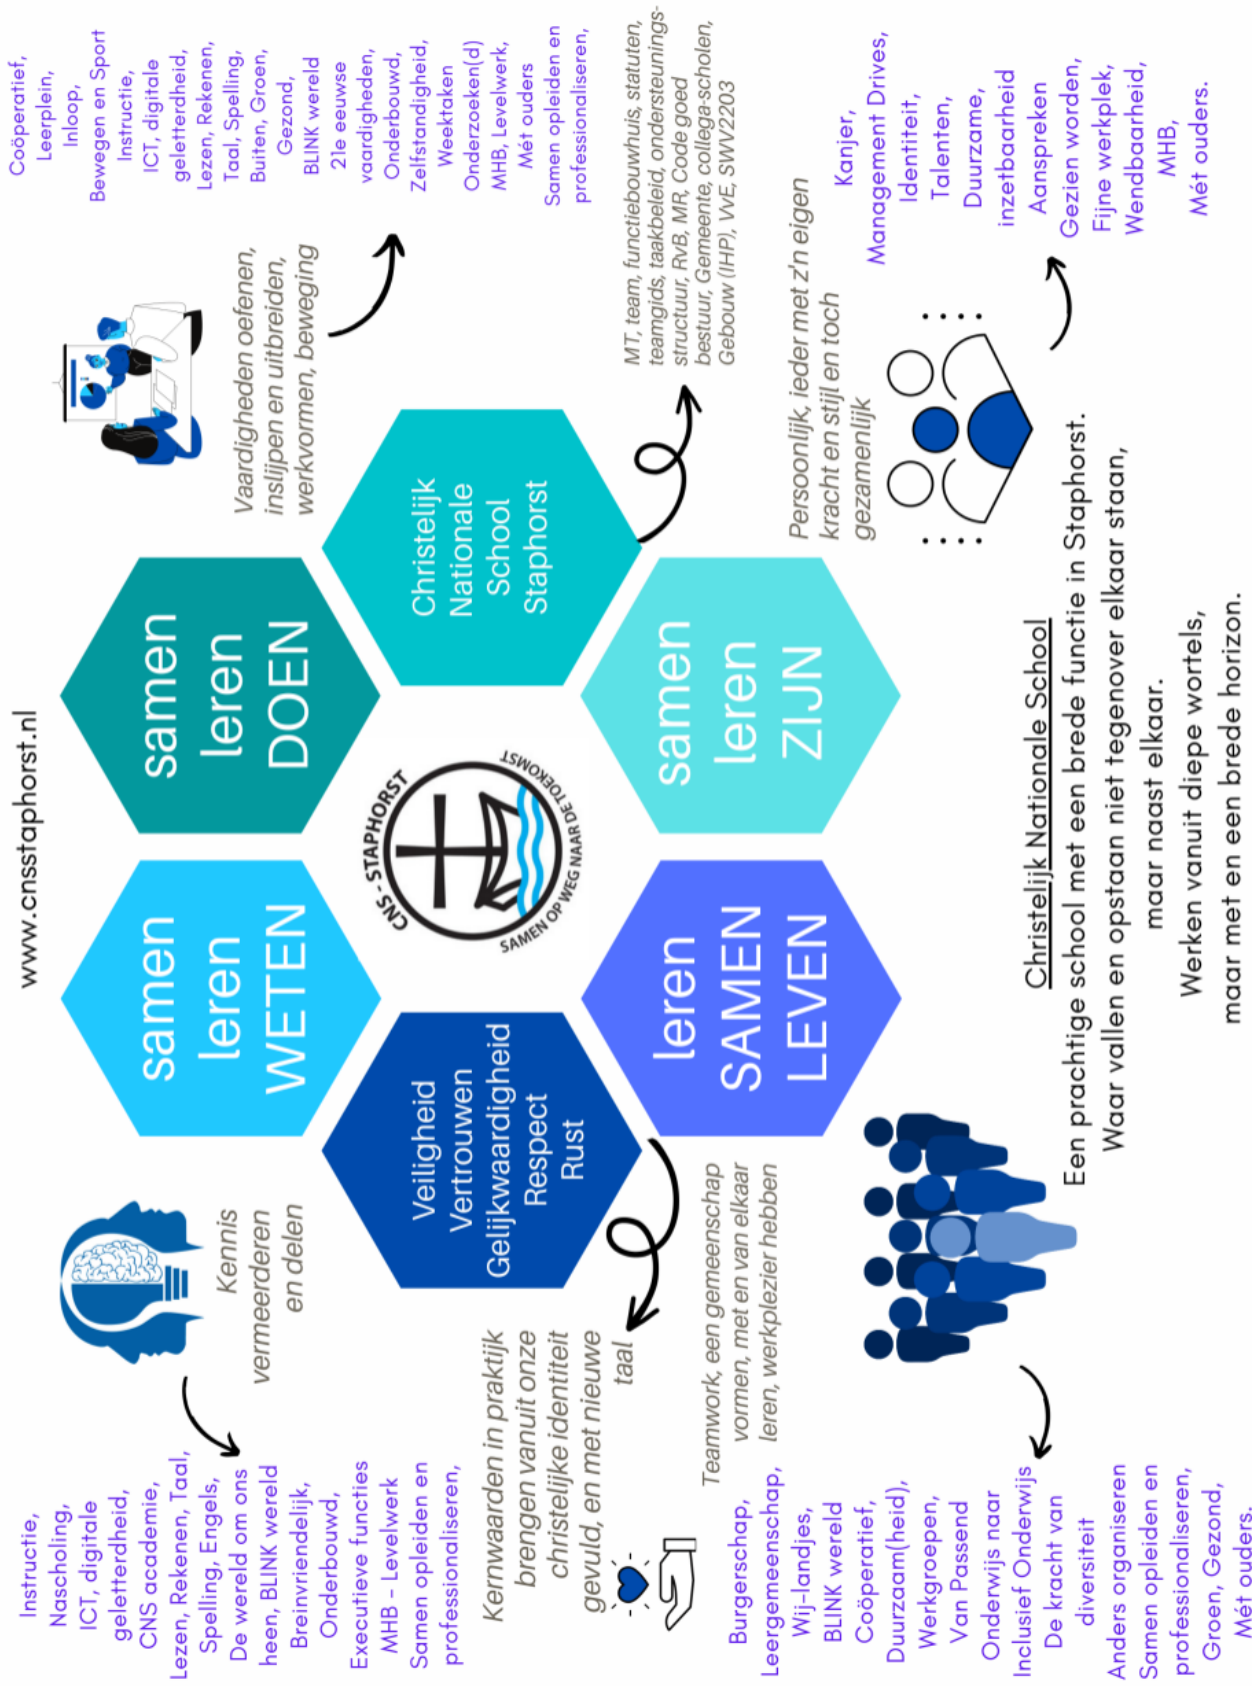 www.cnsstaphorst.nl
Instructie,
Nascholing,
ICT, digitale
geletterdheid,
CNS academie,
Lezen, Rekenen, Taal,
Spelling, Engels,
De wereld om ons
heen, BLINK wereld
Breinvriendelijk,
Onderbouwd,
Executieve functies
MHB – Levelwerk
Samen opleiden en
professionaliseren,
Kennis
vermeerderen
en delen
samen
leren
WETEN
samen
leren
DOEN
Vaardigheden oefenen,
inslijpen en uitbreiden,
werkvormen, beweging
Coöperatief,
Leerplein,
Inloop,
Bewegen en Sport
Instructie,
ICT, digitale
geletterdheid,
Lezen, Rekenen,
Taal, Spelling,
Buiten, Groen,
Gezond,
BLINK wereld
21e eeuwse
vaardigheden,
Onderbouwd,
Zelfstandigheid,
Weektaken
Onderzoeken(d)
MHB, Levelwerk,
Mét ouders
Samen opleiden en
professionaliseren,
Kernwaarden in praktijk
brengen vanuit onze
christelijke identiteit
gevuld, en met nieuwe
taal
Veiligheid
Vertrouwen
Gelijkwaardigheid
Respect
Rust
CNS - STAPHORST
SAMEN OP WEG NAAR DE TOEKOMST
Christelijk
Nationale
School
Staphorst
MT, team, functiebouwhuis, statuten,
teamgids, taakbeleid, ondersteunings-
structuur, RvB, MR, Code goed
bestuur, Gemeente, collega-scholen,
Gebouw (IHP), VvE, SWV2203
Burgerschap,
Leergemeenschap,
Wij-landjes,
BLINK wereld
Coöperatief,
Duurzaam(heid),
Werkgroepen,
Van Passend
Onderwijs naar
Inclusief Onderwijs
De kracht van
diversiteit
Anders organiseren
Samen opleiden en
professionaliseren,
Groen, Gezond,
Mét ouders.
Teamwork, een gemeenschap
vormen, met en van elkaar
leren, werkplezier hebben
leren
SAMEN
LEVEN
samen
leren
ZIJN
Persoonlijk, ieder met z'n eigen
kracht en stijl en toch
gezamenlijk
Kanjer,
Management Drives,
Identiteit,
Talenten,
Duurzame,
inzetbaarheid
Aanspreken
Gezien worden,
Fijne werkplek,
Wendbaarheid,
MHB,
Mét ouders.
Christelijk Nationale School
Een prachtige school met een brede functie in Staphorst.
Waar vallen en opstaan niet tegenover elkaar staan,
maar naast elkaar.
Werken vanuit diepe wortels,
maar met en een brede horizon.